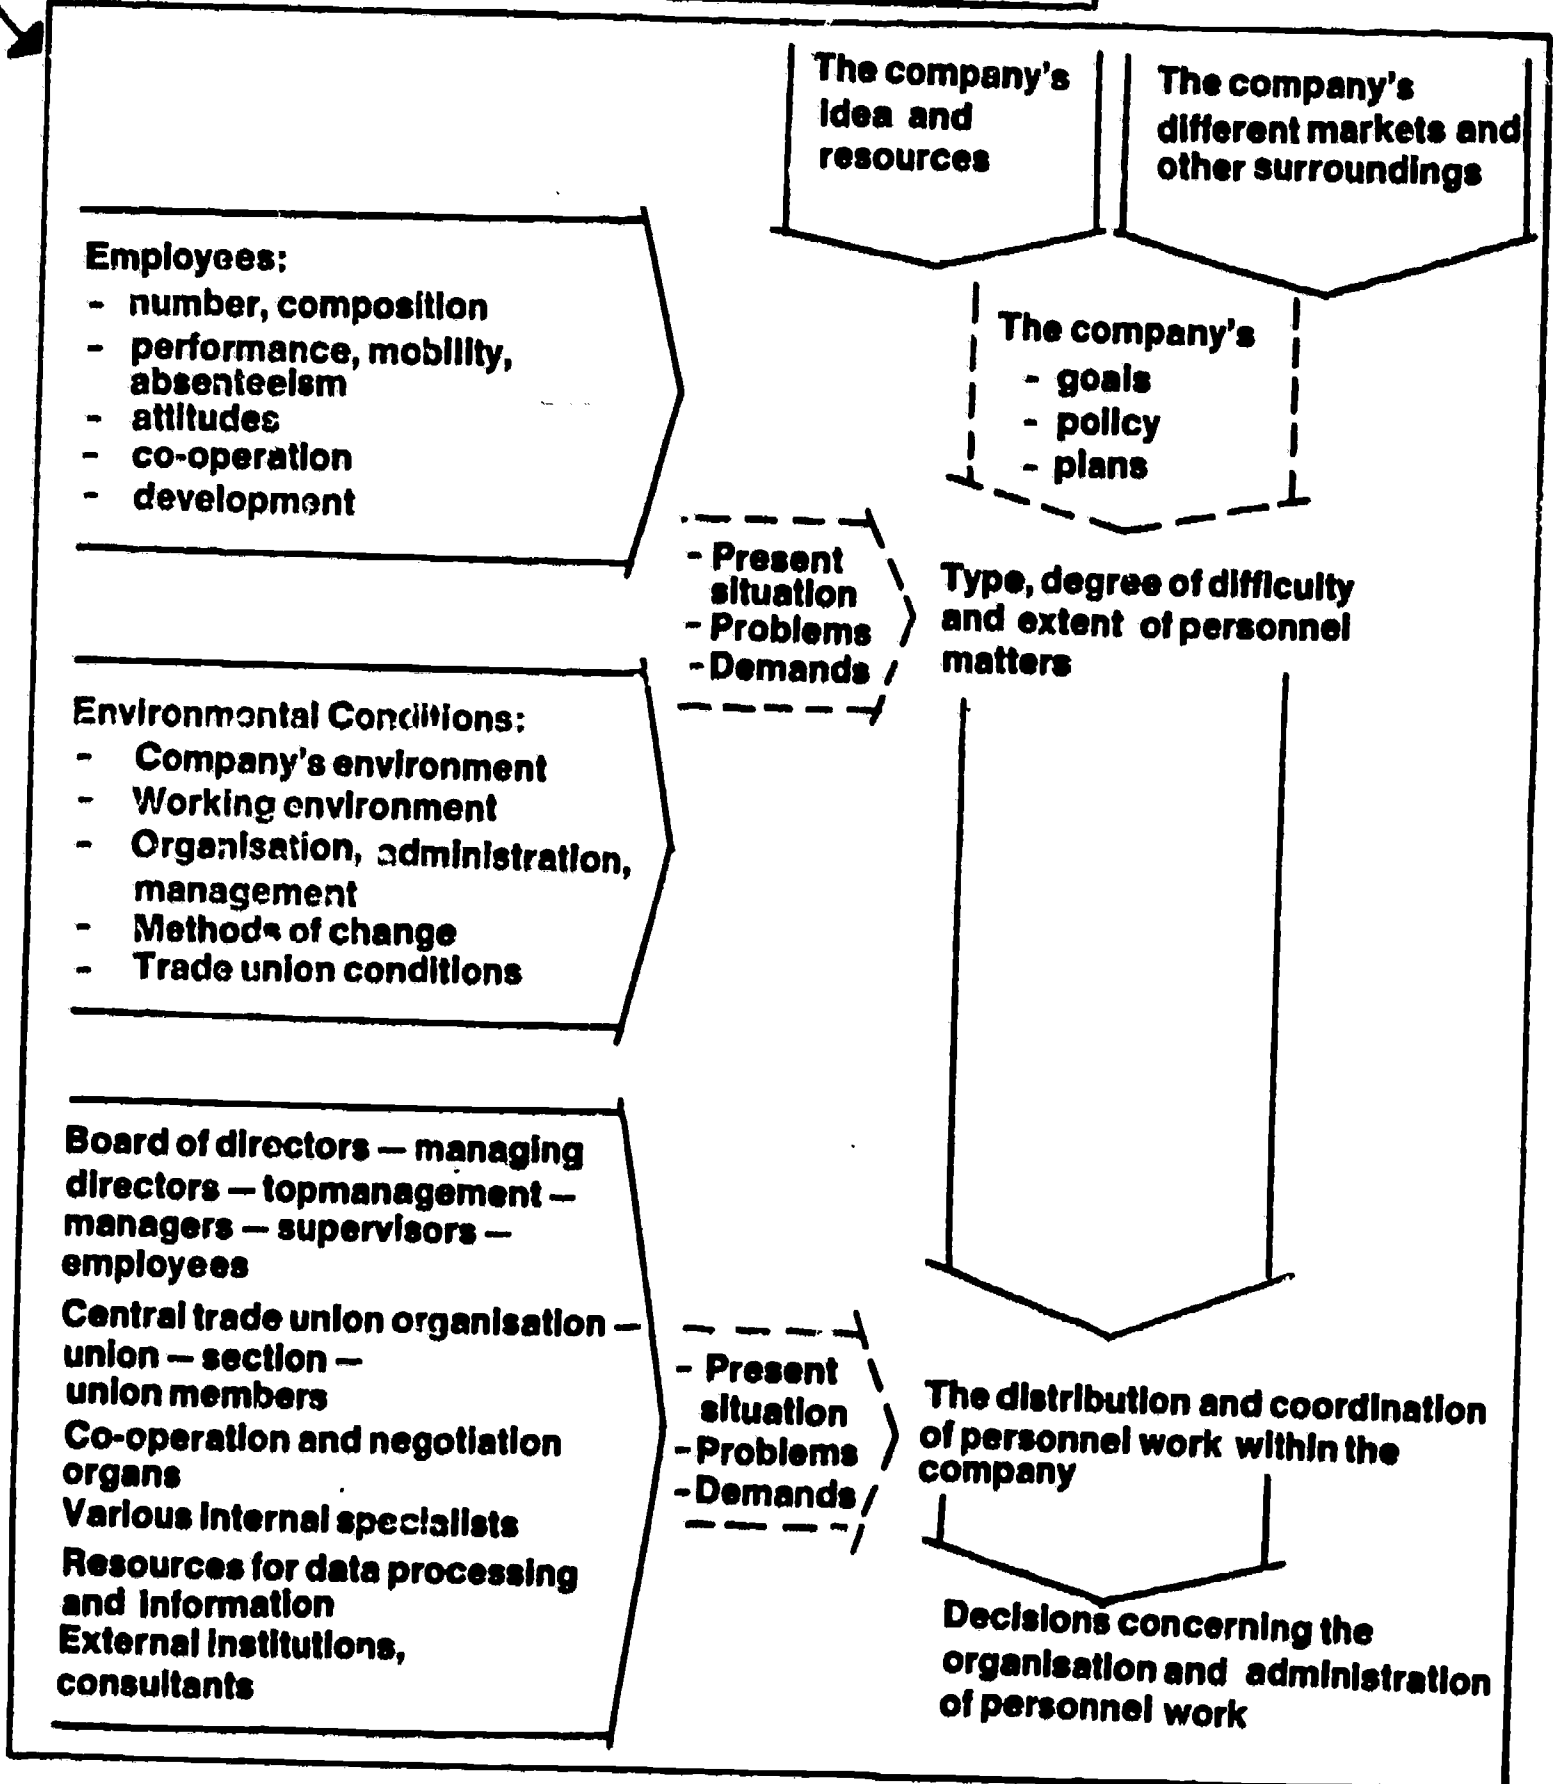 The company's
idea and
resources
The company's
different markets and
other surroundings
Employees:
- number, composition
- performance, mobility,
absenteeism
- attitudes
- co-operation
- development
The company's
- goals
- policy
- plans
- Present
situation
- Problems
- Demands
Type, degree of difficulty
and extent of personnel
matters
Environmental Conditions:
- Company's environment
- Working environment
- Organisation, administration,
management
- Methods of change
- Trade union conditions
Board of directors — managing
directors — topmanagement —
managers — supervisors —
employees
Central trade union organisation —
union — section —
union members
Co-operation and negotiation
organs
Various internal specialists
Resources for data processing
and information
External institutions,
consultants
- Present
situation
- Problems
- Demands
The distribution and coordination
of personnel work within the
company
Decisions concerning the
organisation and administration
of personnel work